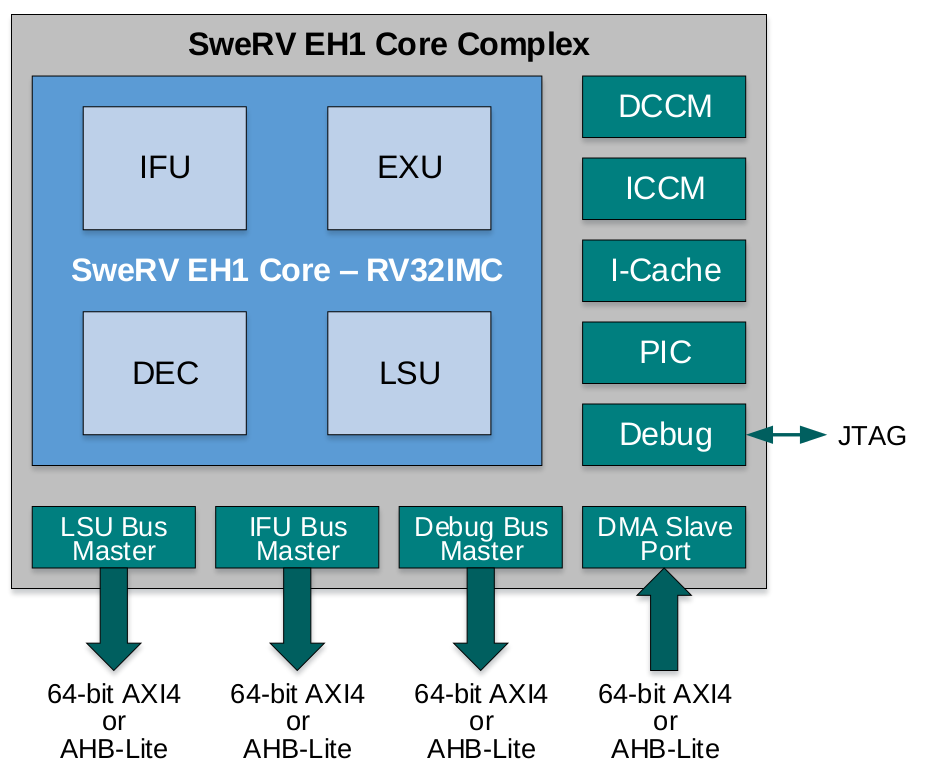 SweRV EH1 Core Complex
IFU
EXU
SweRV EH1 Core – RV32IMC
DEC
LSU
DCCM
ICCM
I-Cache
PIC
Debug
JTAG
LSU Bus
Master
IFU Bus
Master
Debug Bus
Master
DMA Slave
Port
64-bit AXI4
or
AHB-Lite
64-bit AXI4
or
AHB-Lite
64-bit AXI4
or
AHB-Lite
64-bit AXI4
or
AHB-Lite